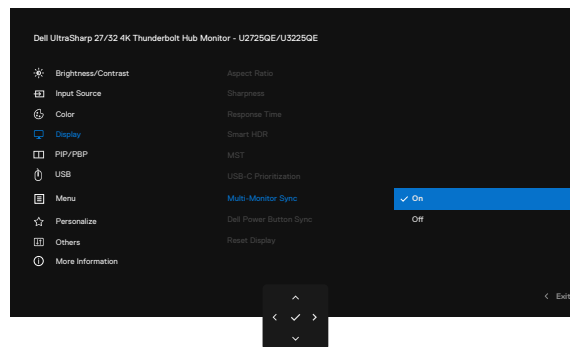 Dell UltraSharp 27/32 4K Thunderbolt Hub Monitor - U2725QE/U3225QE
Brightness/Contrast
Input Source
Color
Display
PIP/PBP
USB
Menu
Personalize
Others
More Information
Aspect Ratio
Sharpness
Response Time
Smart HDR
MST
USB-C Prioritization
Multi-Monitor Sync
Dell Power Button Sync
Reset Display
On
Off
Exit